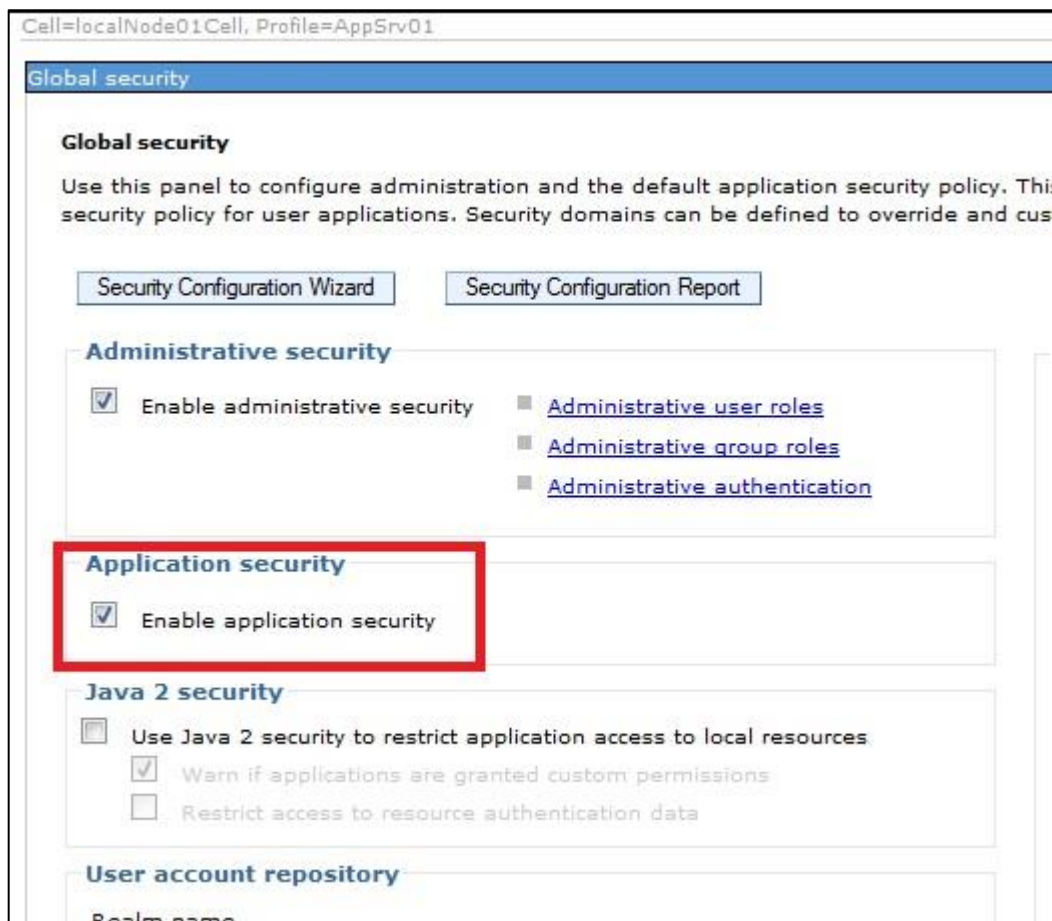 Cell=localNode01Cell, Profile=AppSrv01
Global security
Global security
Use this panel to configure administration and the default application security policy. This
security policy for user applications. Security domains can be defined to override and cus
Security Configuration Wizard Security Configuration Report
Administrative security
Enable administrative security Administrative user roles
Administrative group roles
Administrative authentication
Application security
Enable application security
Java 2 security
Use Java 2 security to restrict application access to local resources
Warn if applications are granted custom permissions
Restrict access to resource authentication data
User account repository
Realm name